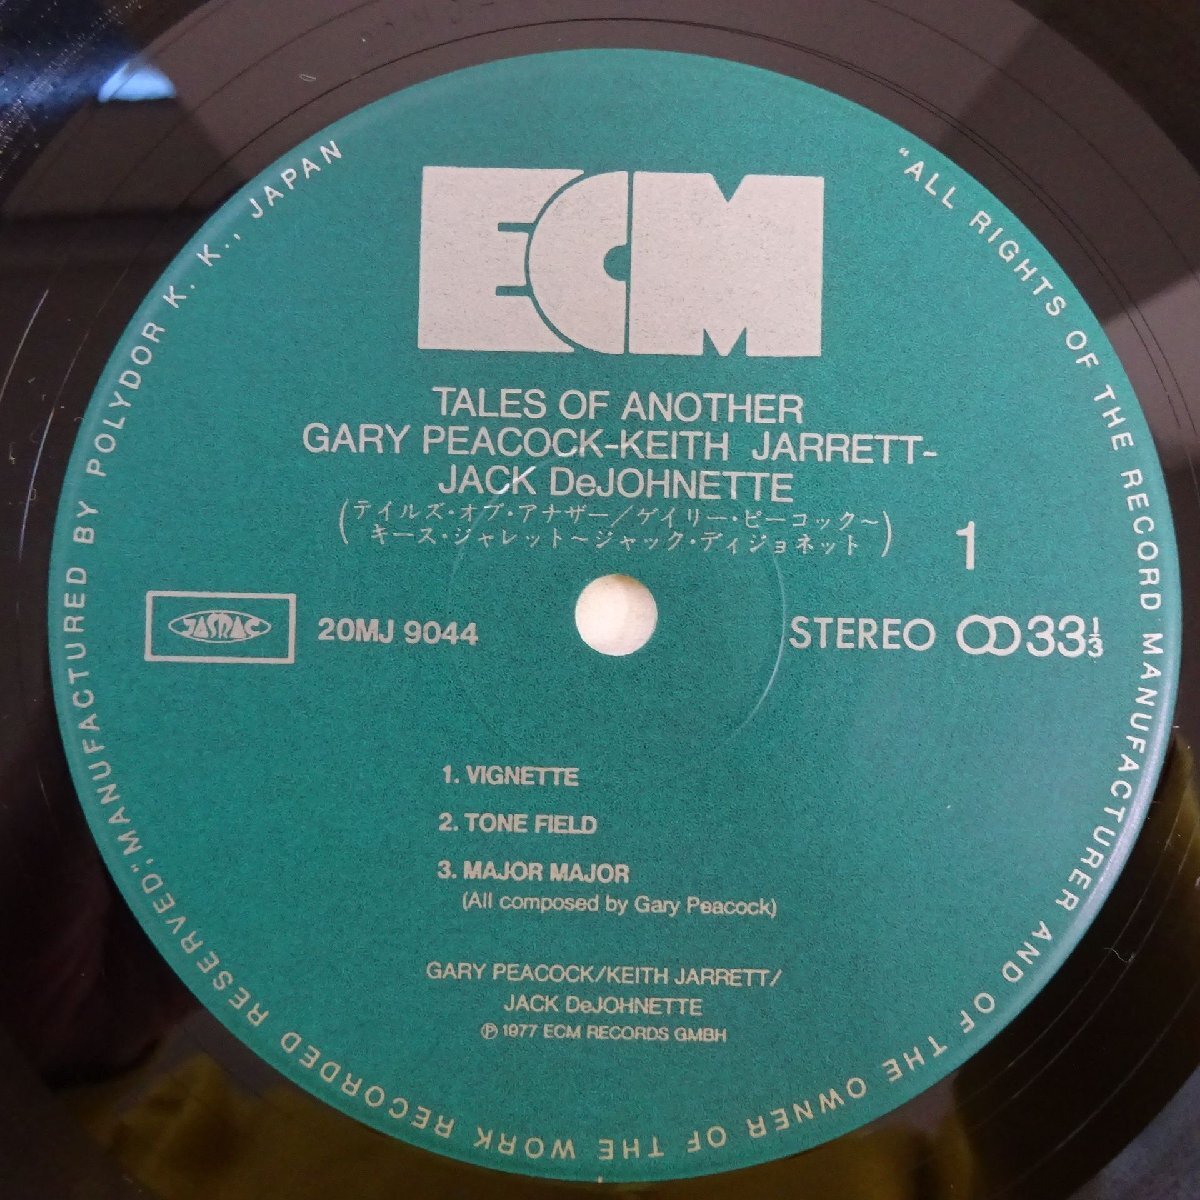 ECM
TALES OF ANOTHER
GARY PEACOCK-KEITH JARRETT-
JACK DeJOHNETTE
(テイルズ・オブ・アナザー/ゲイリー・ピーコック~
キース・ジャレット~ジャック・ディジョネット)
1
JASRAC
20MJ 9044
STEREO 33 1/3
1. VIGNETTE
2. TONE FIELD
3. MAJOR MAJOR
(All composed by Gary Peacock)
GARY PEACOCK/KEITH JARRETT/
JACK DeJOHNETTE
Ⓟ 1977 ECM RECORDS GMBH
"ALL RIGHTS OF THE RECORD MANUFACTURER AND OF THE OWNER OF THE WORK RECORDED RESERVED", MANUFACTURED BY POLYDOR K. K., JAPAN